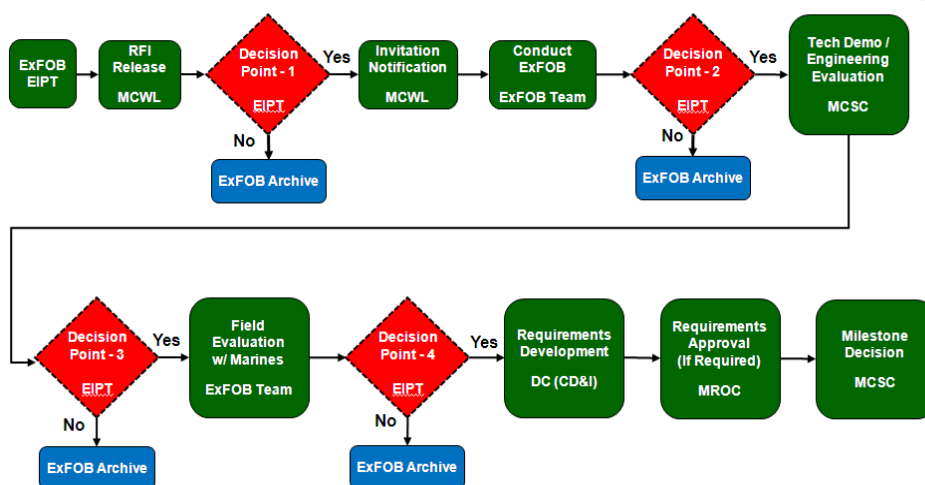 ExFOB
EIPT
RFI
Release
MCWL
Decision
Point - 1
EIPT
Yes
No
ExFOB Archive
Invitation
Notification
MCWL
Conduct
ExFOB
ExFOB Team
Decision
Point - 2
EIPT
Yes
No
ExFOB Archive
Tech Demo /
Engineering
Evaluation
MCSC
Decision
Point - 3
EIPT
Yes
No
ExFOB Archive
Field
Evaluation
w/ Marines
ExFOB Team
Decision
Point - 4
EIPT
Yes
No
ExFOB Archive
Requirements
Development
DC (CD&I)
Requirements
Approval
(If Required)
MROC
Milestone
Decision
MCSC